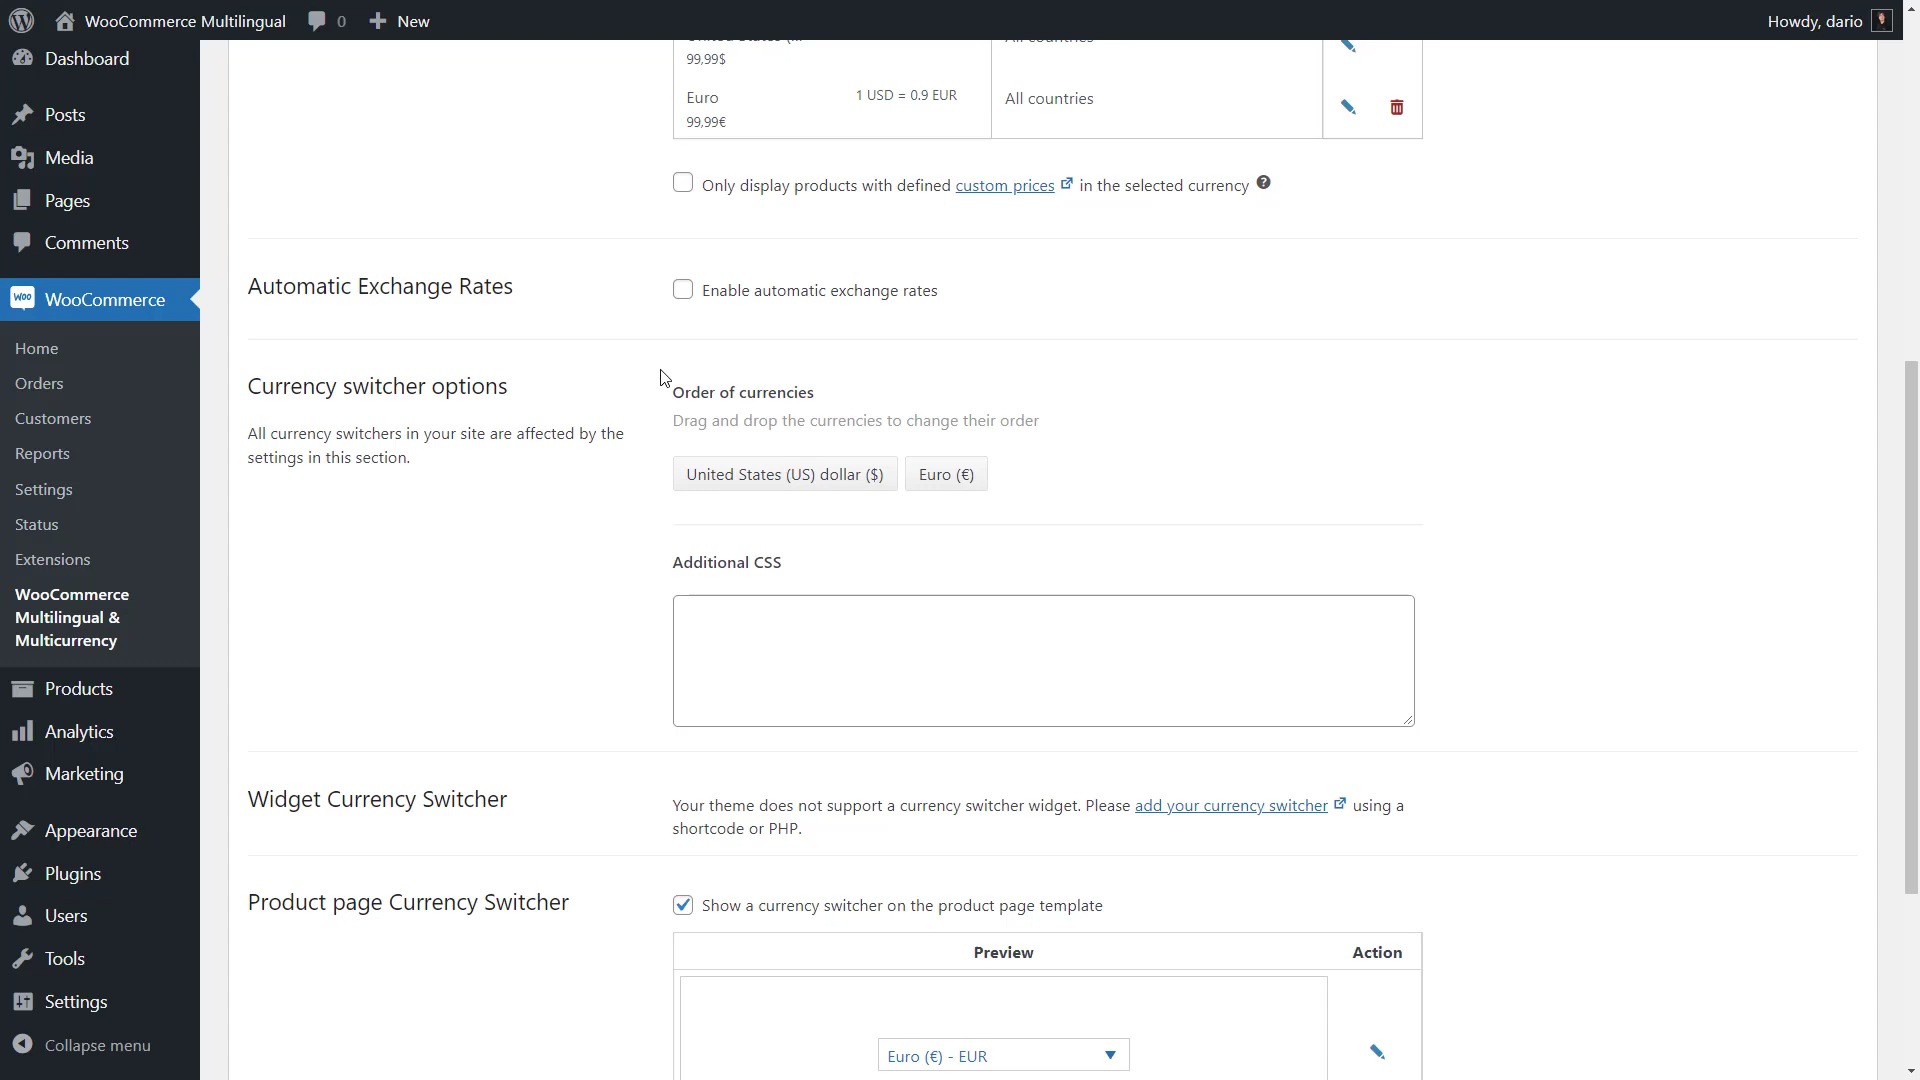 WooCommerce Multilingual
0
New
Howdy, dario
Dashboard
Posts
Media
Pages
Comments
WooCommerce
Home
Orders
Customers
Reports
Settings
Status
Extensions
WooCommerce
Multilingual &
Multicurrency
Products
Analytics
Marketing
Appearance
Plugins
Users
Tools
Settings
Collapse menu
99,99$
Euro
1 USD = 0.9 EUR
All countries
99,99€
Only display products with defined custom prices in the selected currency
Automatic Exchange Rates
Enable automatic exchange rates
Currency switcher options
All currency switchers in your site are affected by the
settings in this section.
Order of currencies
Drag and drop the currencies to change their order
United States (US) dollar ($)
Euro (€)
Additional CSS
Widget Currency Switcher
Your theme does not support a currency switcher widget. Please add your currency switcher using a
shortcode or PHP.
Product page Currency Switcher
Show a currency switcher on the product page template
Preview
Action
Euro (€) - EUR